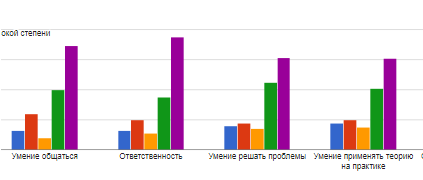 окой степени
Умение общаться
Ответственность
Умение решать проблемы
Умение применять теорию
на практике